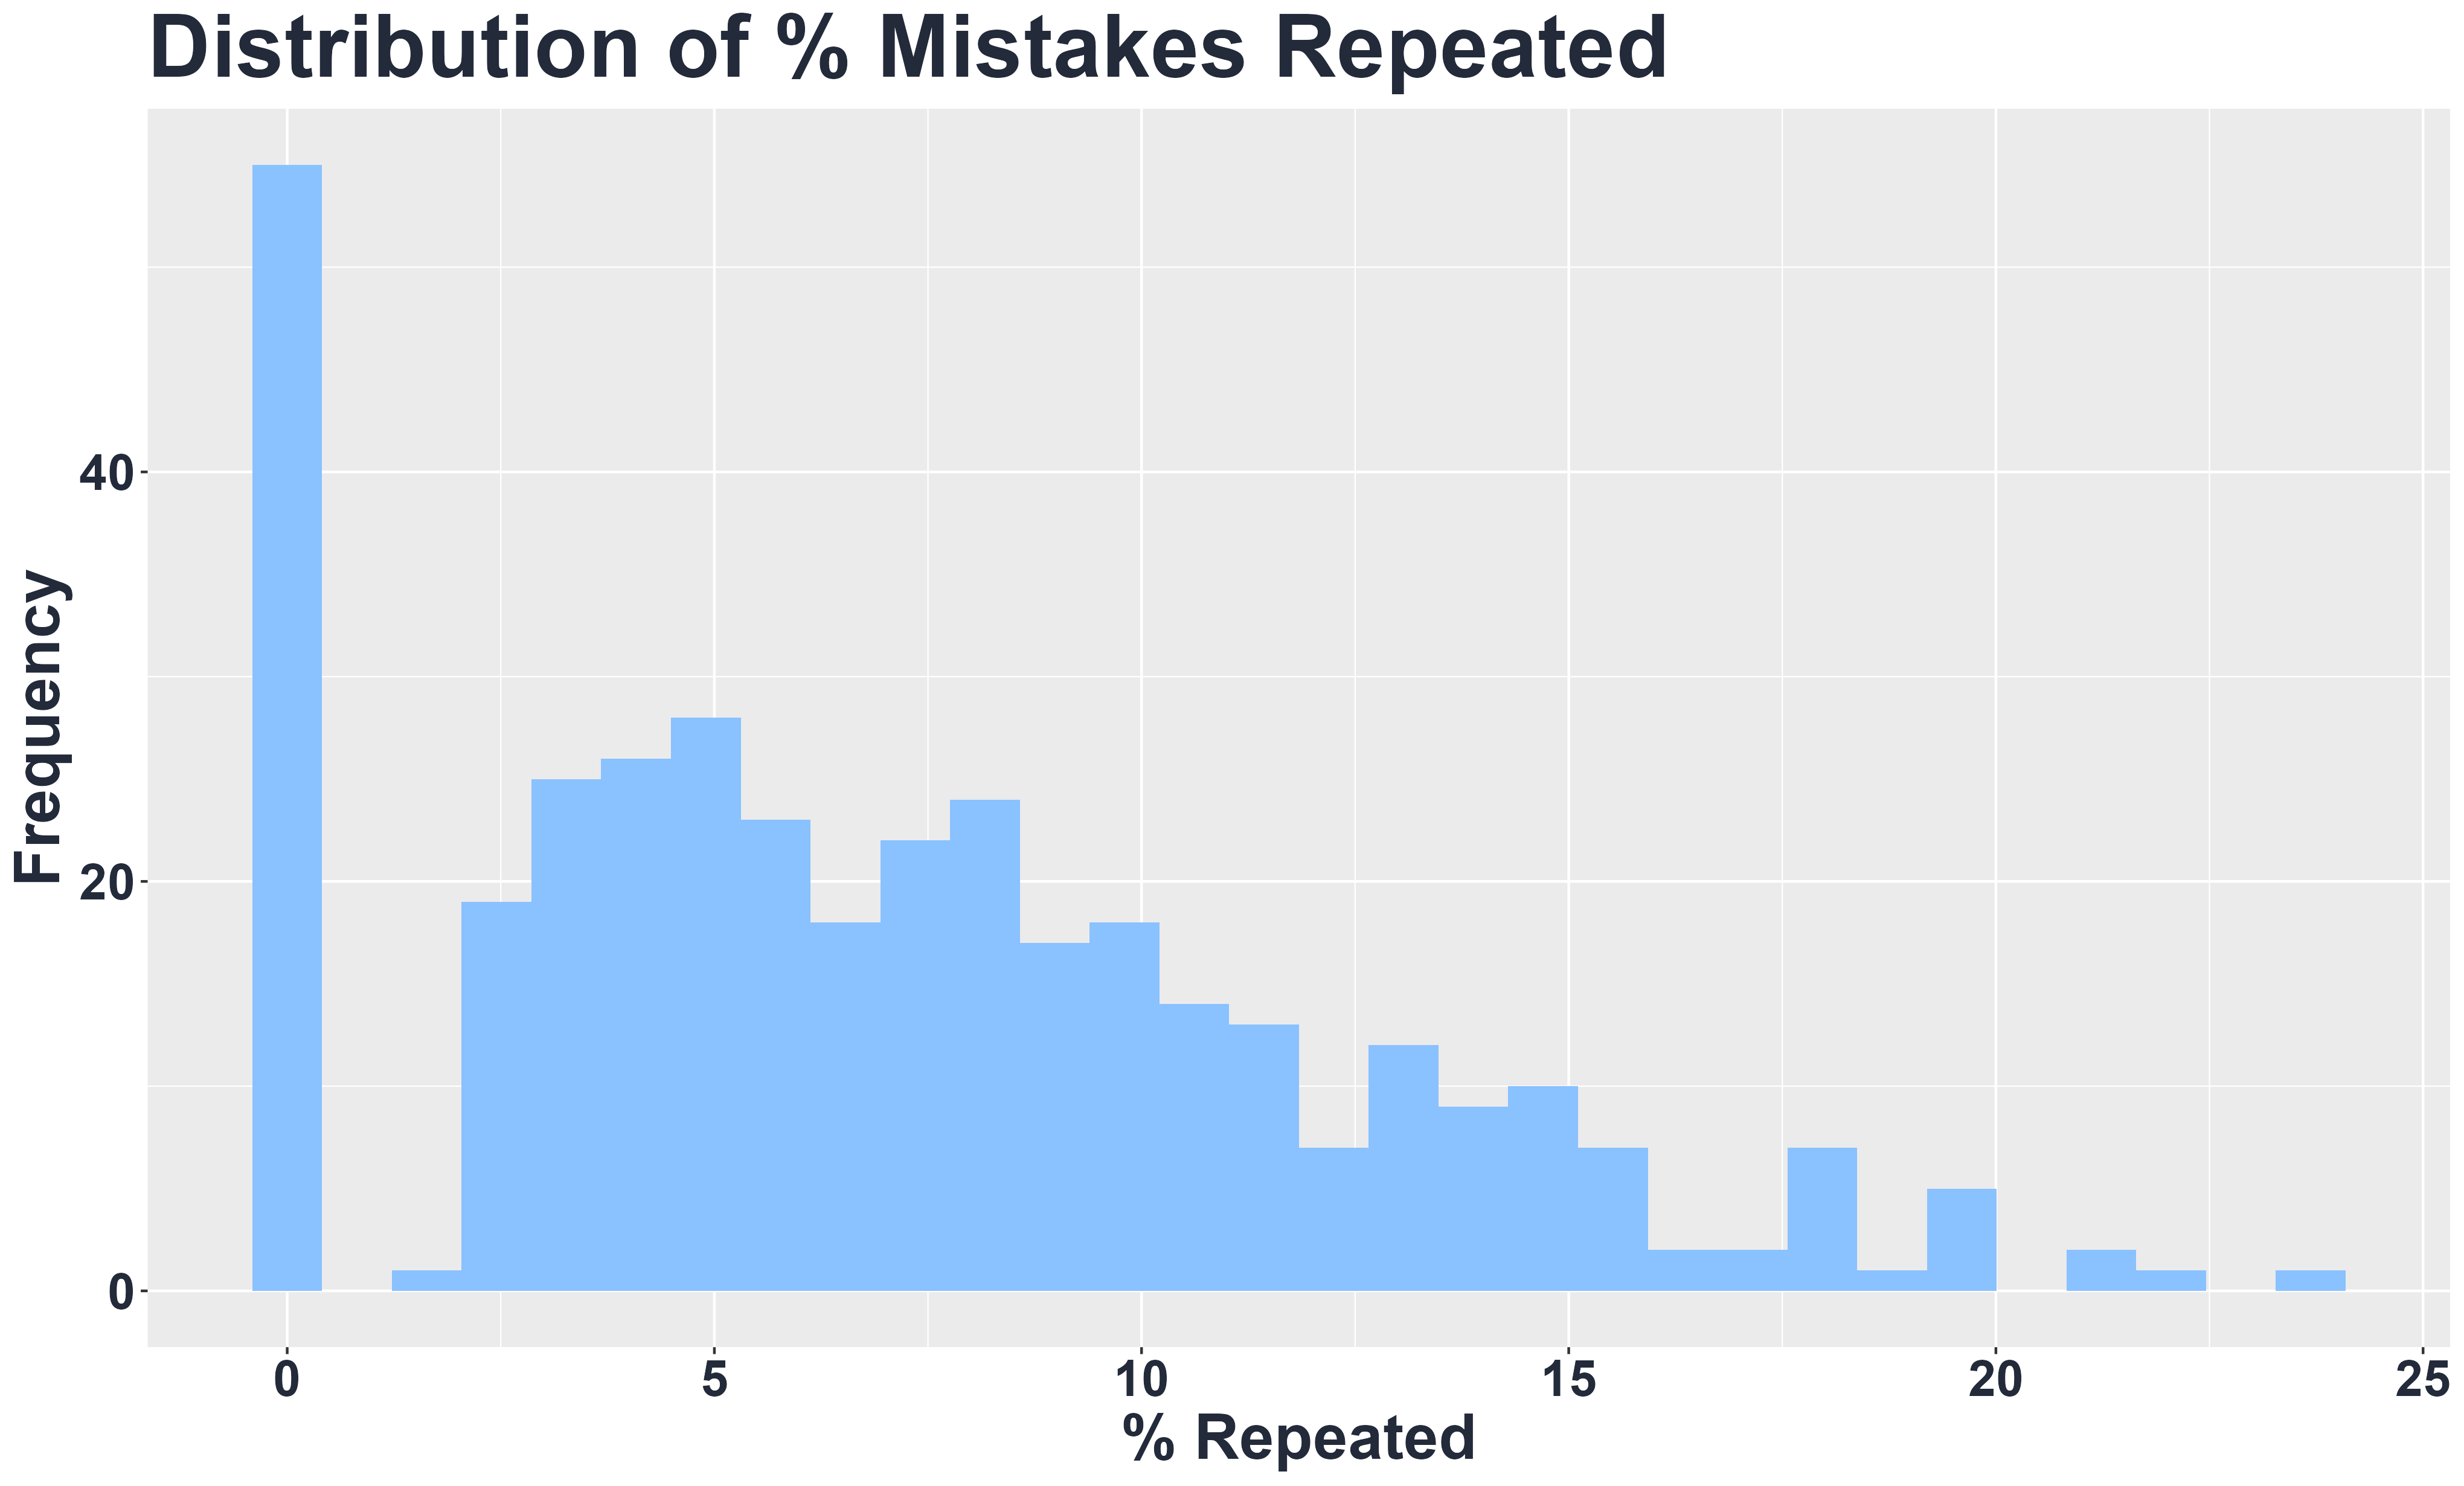 Distribution of % Mistakes Repeated
Frequency
40
20
0
0 5 10 15 20 25
% Repeated